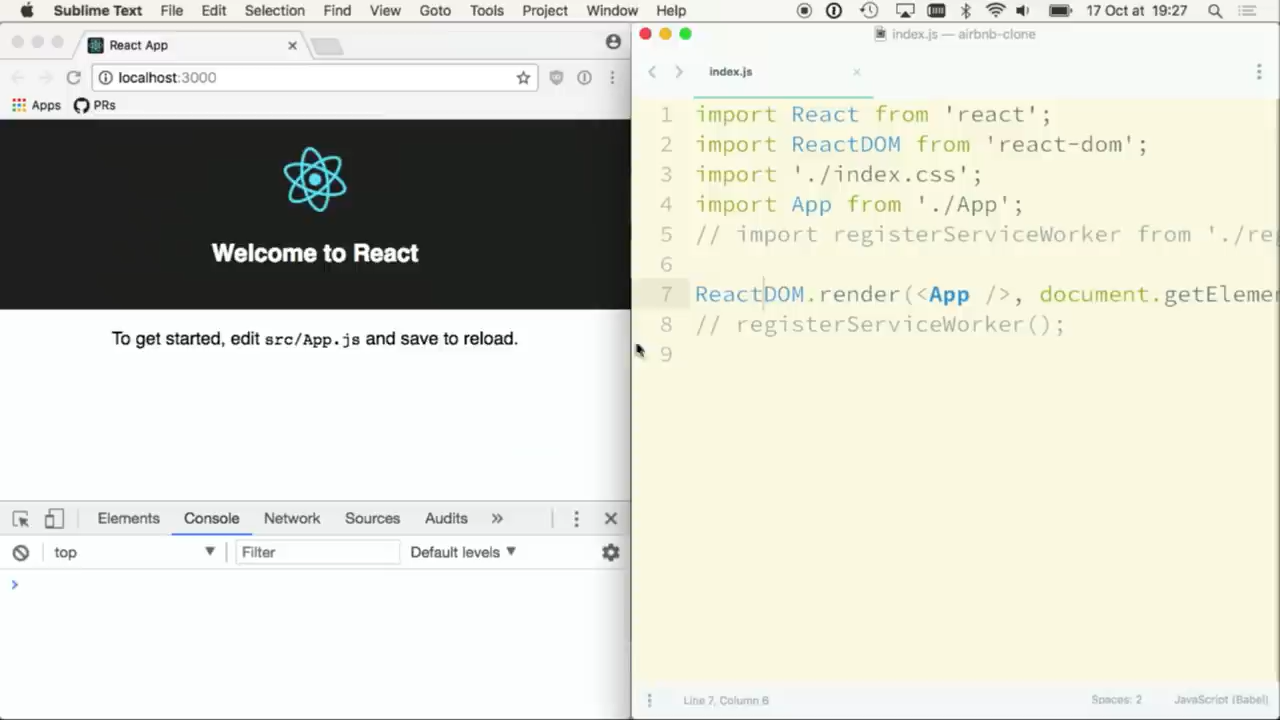 Sublime Text File Edit Selection Find View Goto Tools Project Window Help 17 Oct at 19:27
React App
localhost:3000
Apps PRs
Welcome to React
To get started, edit src/App.js and save to reload.
Elements Console Network Sources Audits »
top Filter Default levels
index.js — airbnb-clone
index.js
1 import React from 'react';
2 import ReactDOM from 'react-dom';
3 import './index.css';
4 import App from './App';
5 // import registerServiceWorker from './re
6
7 ReactDOM.render(<App />, document.getEleme
8 // registerServiceWorker();
9
Line 7, Column 6 Spaces: 2 JavaScript (Babel)